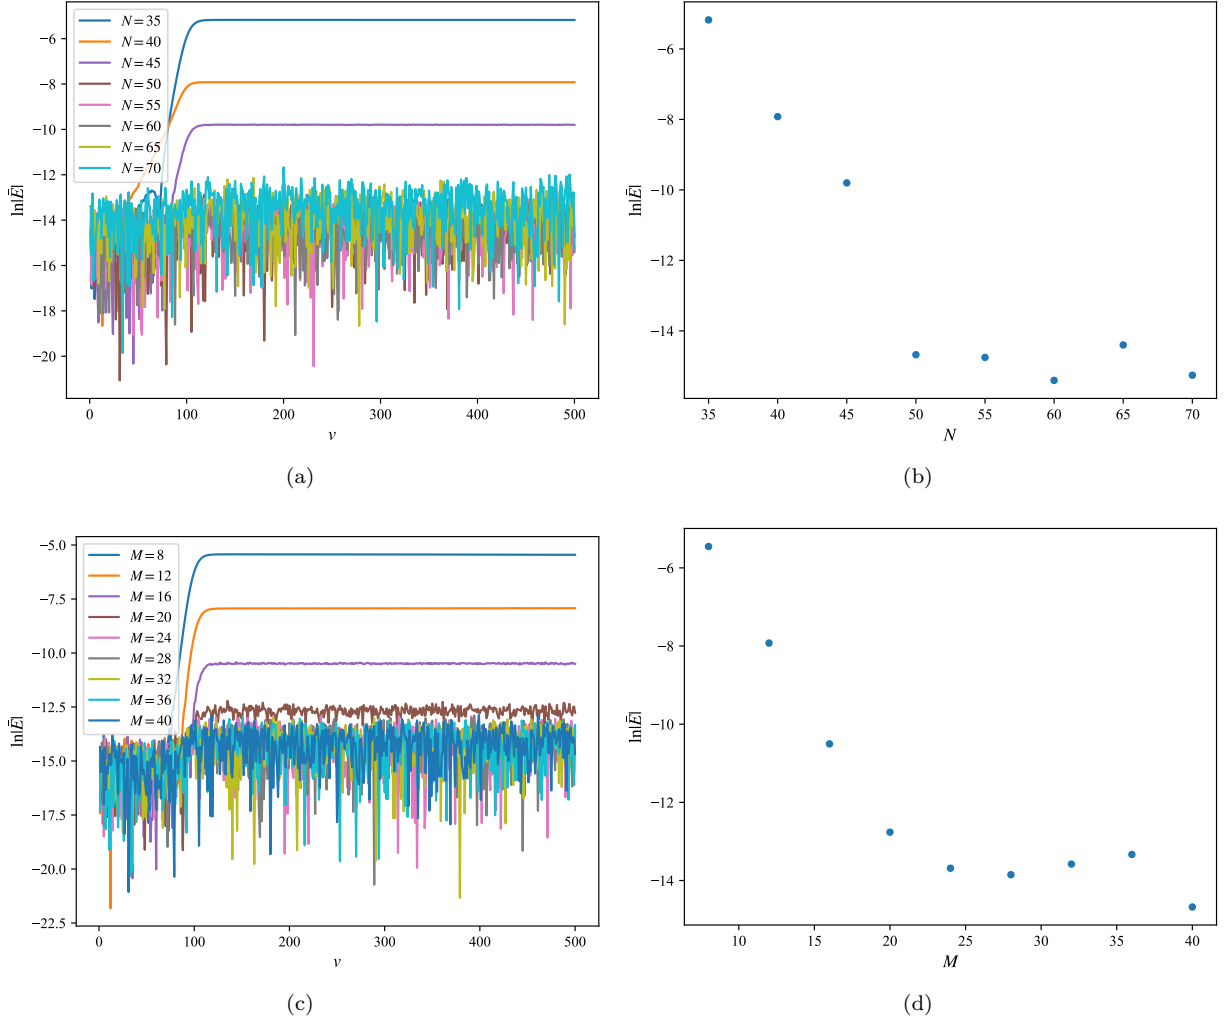 N = 35
N = 40
N = 45
N = 50
N = 55
N = 60
N = 65
N = 70
−6
−8
−10
−12
−14
−16
−18
−20
ln|Ē|
0 100 200 300 400 500
v
(a)
−6
−8
−10
−14
ln|Ē|
35 40 45 50 55 60 65 70
N
(b)
M = 8
M = 12
M = 16
M = 20
M = 24
M = 28
M = 32
M = 36
M = 40
−5.0
−7.5
−10.0
−12.5
−15.0
−17.5
−20.0
−22.5
ln|Ē|
0 100 200 300 400 500
v
(c)
−6
−8
−10
−12
−14
ln|Ē|
10 15 20 25 30 35 40
M
(d)